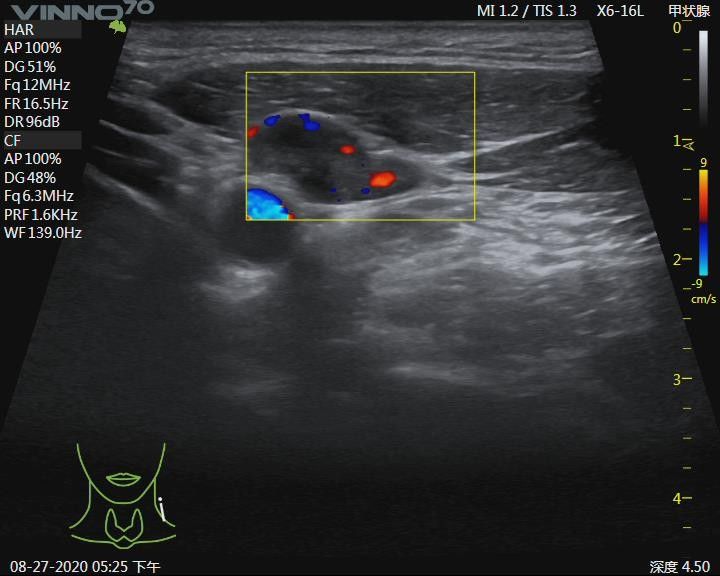 VINNO 70
MI 1.2 / TIS 1.3 X6-16L 甲状腺
HAR
AP 100%
DG 51%
Fq 12MHz
FR 16.5Hz
DR 96dB
CF
AP 100%
DG 48%
Fq 6.3MHz
PRF 1.6KHz
WF 139.0Hz
0
1
9
2
-9
cm/s
3
4
08-27-2020 05:25 下午
深度 4.50